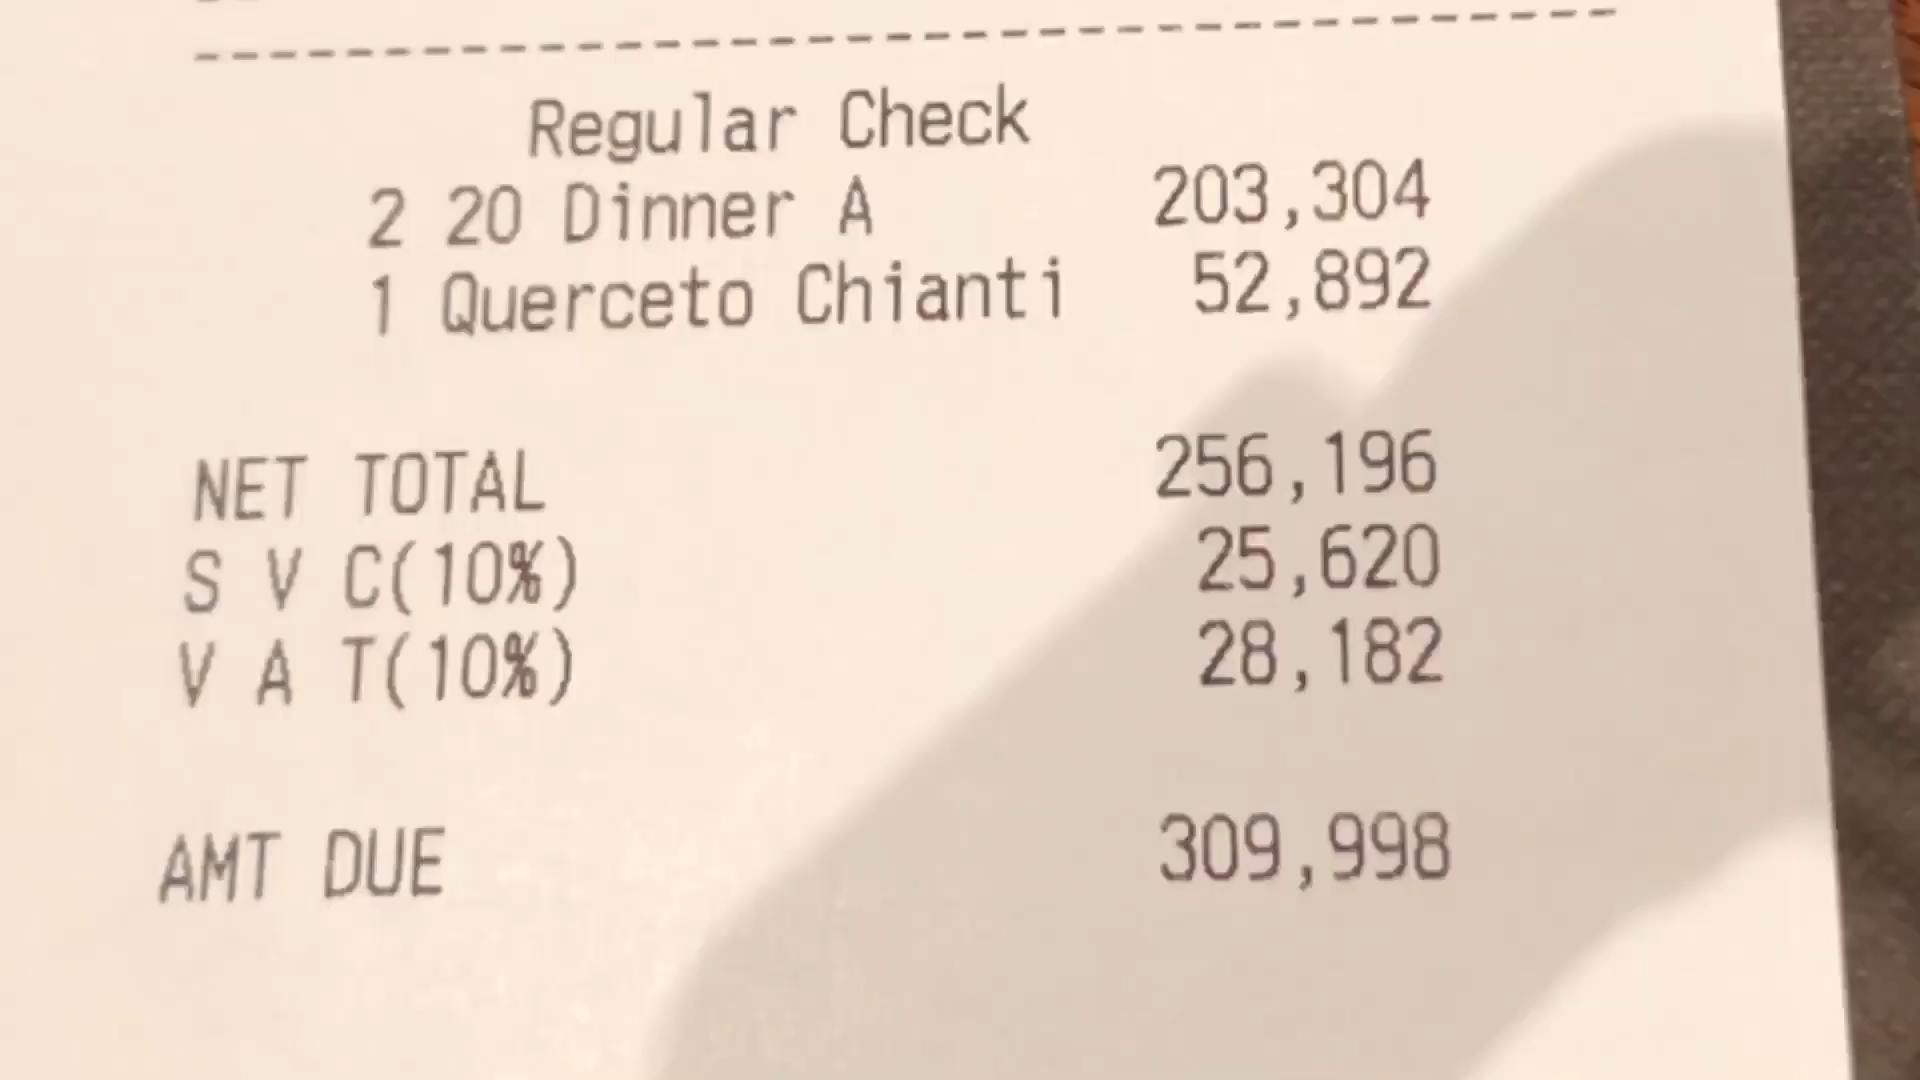 Regular Check
2 20 Dinner A 203,304
1 Querceto Chianti 52,892
NET TOTAL 256,196
S V C(10%) 25,620
V A T(10%) 28,182
AMT DUE 309,998